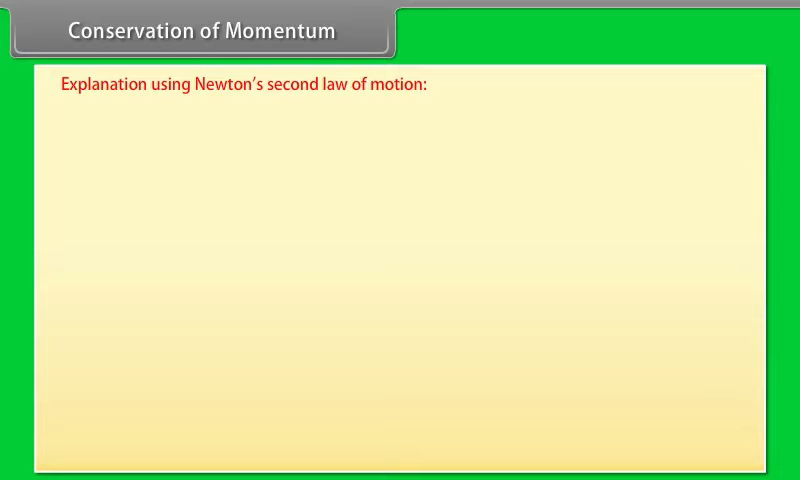 Conservation of Momentum
Explanation using Newton’s second law of motion: